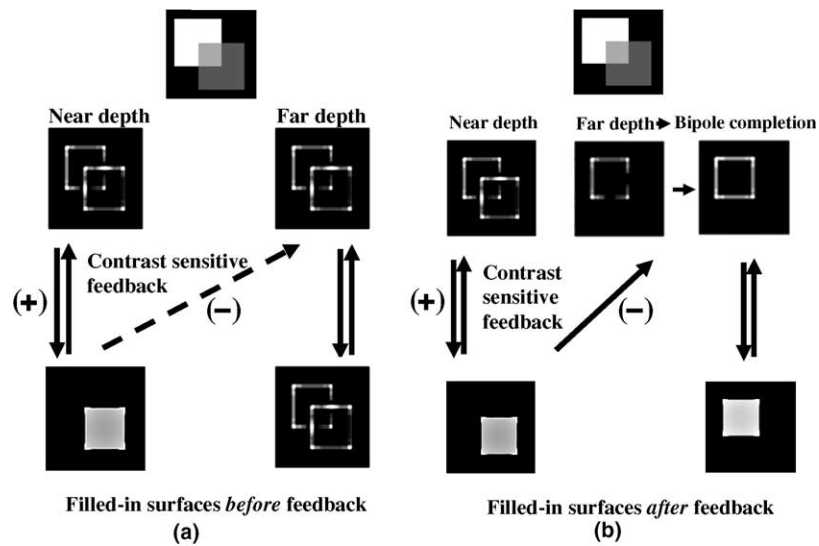 Near depth
Far depth
(+)
Contrast sensitive
feedback
(−)
Filled-in surfaces before feedback
(a)
Near depth
Far depth
Bipole completion
(+)
Contrast
sensitive
feedback
(−)
Filled-in surfaces after feedback
(b)